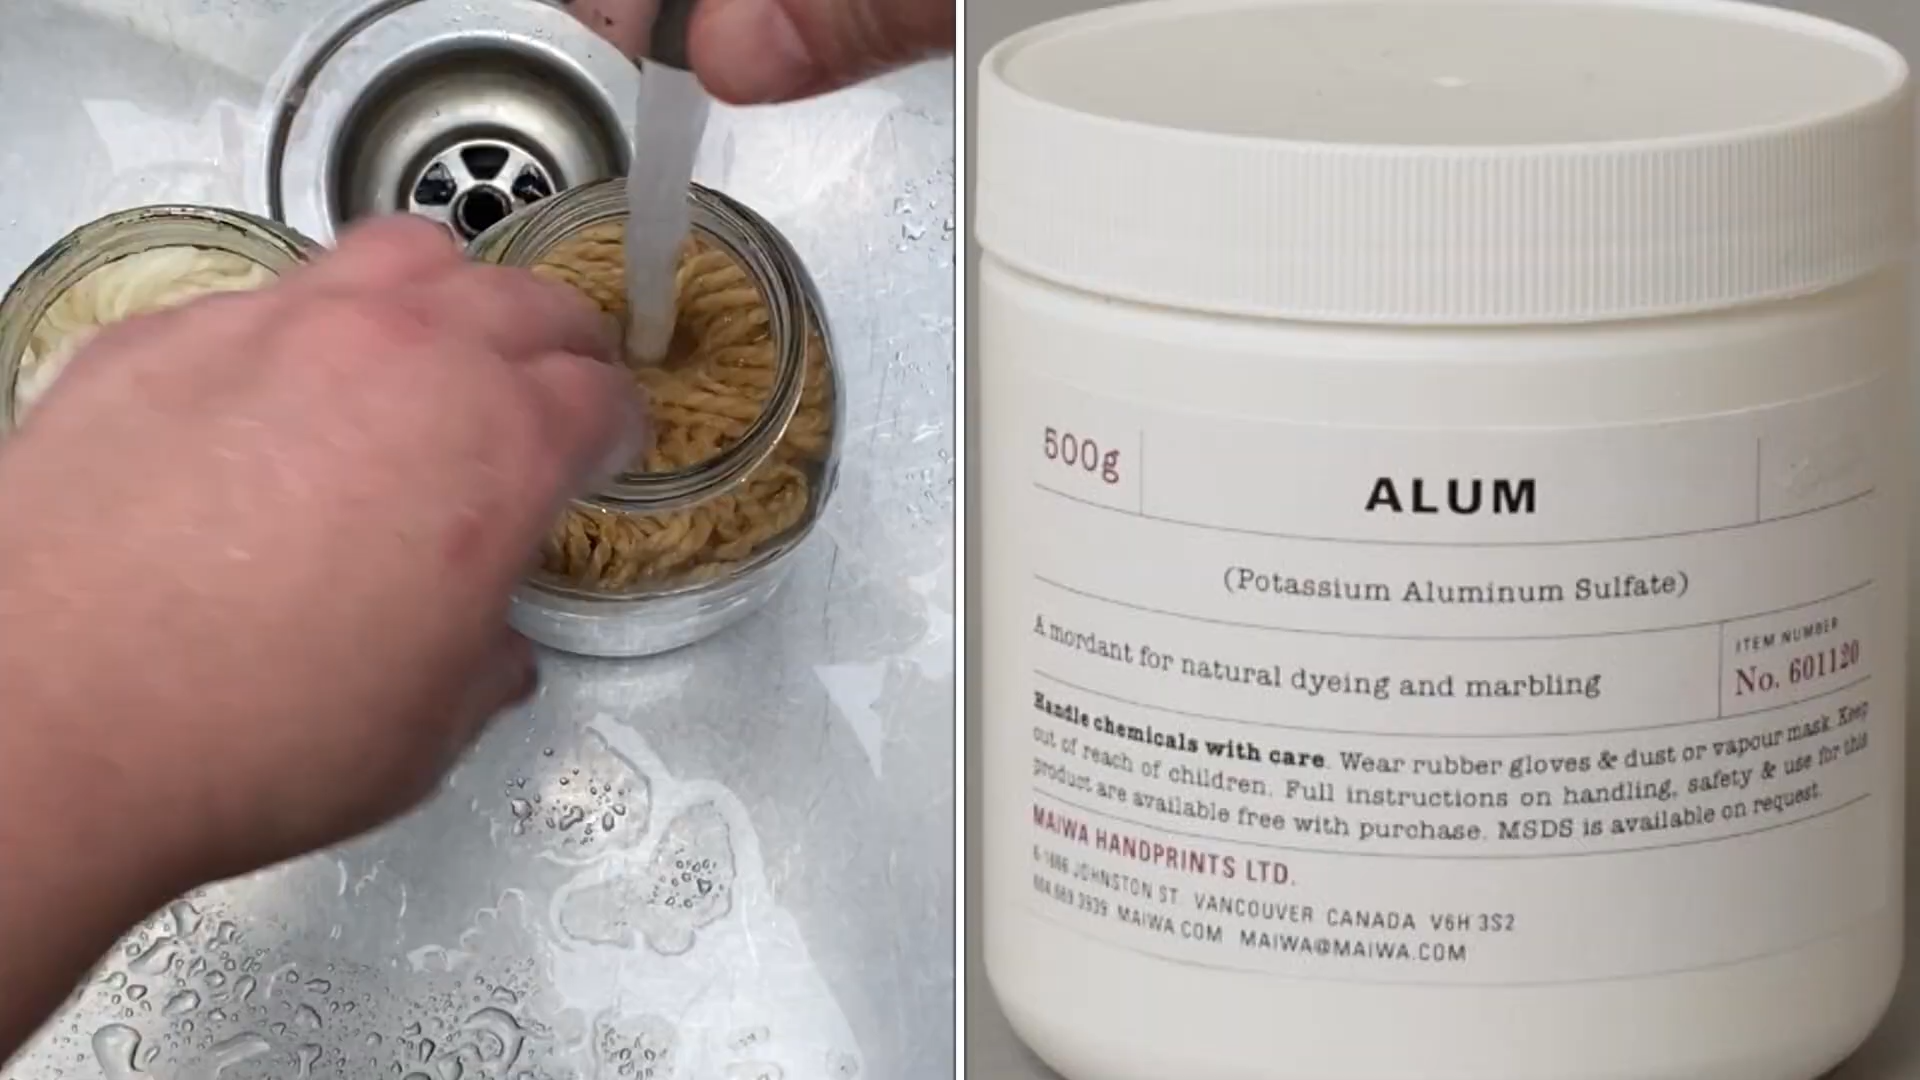 500g
ALUM
(Potassium Aluminum Sulfate)
A mordant for natural dyeing and marbling
ITEM NUMBER
No. 601120
Handle chemicals with care. Wear rubber gloves & dust or vapour mask. Keep
out of reach of children. Full instructions on handling, safety & use for this
product are available free with purchase. MSDS is available on request.
MAIWA HANDPRINTS LTD.
JOHNSTON ST VANCOUVER CANADA V6H 3S2
MAIWA.COM MAIWA@MAIWA.COM